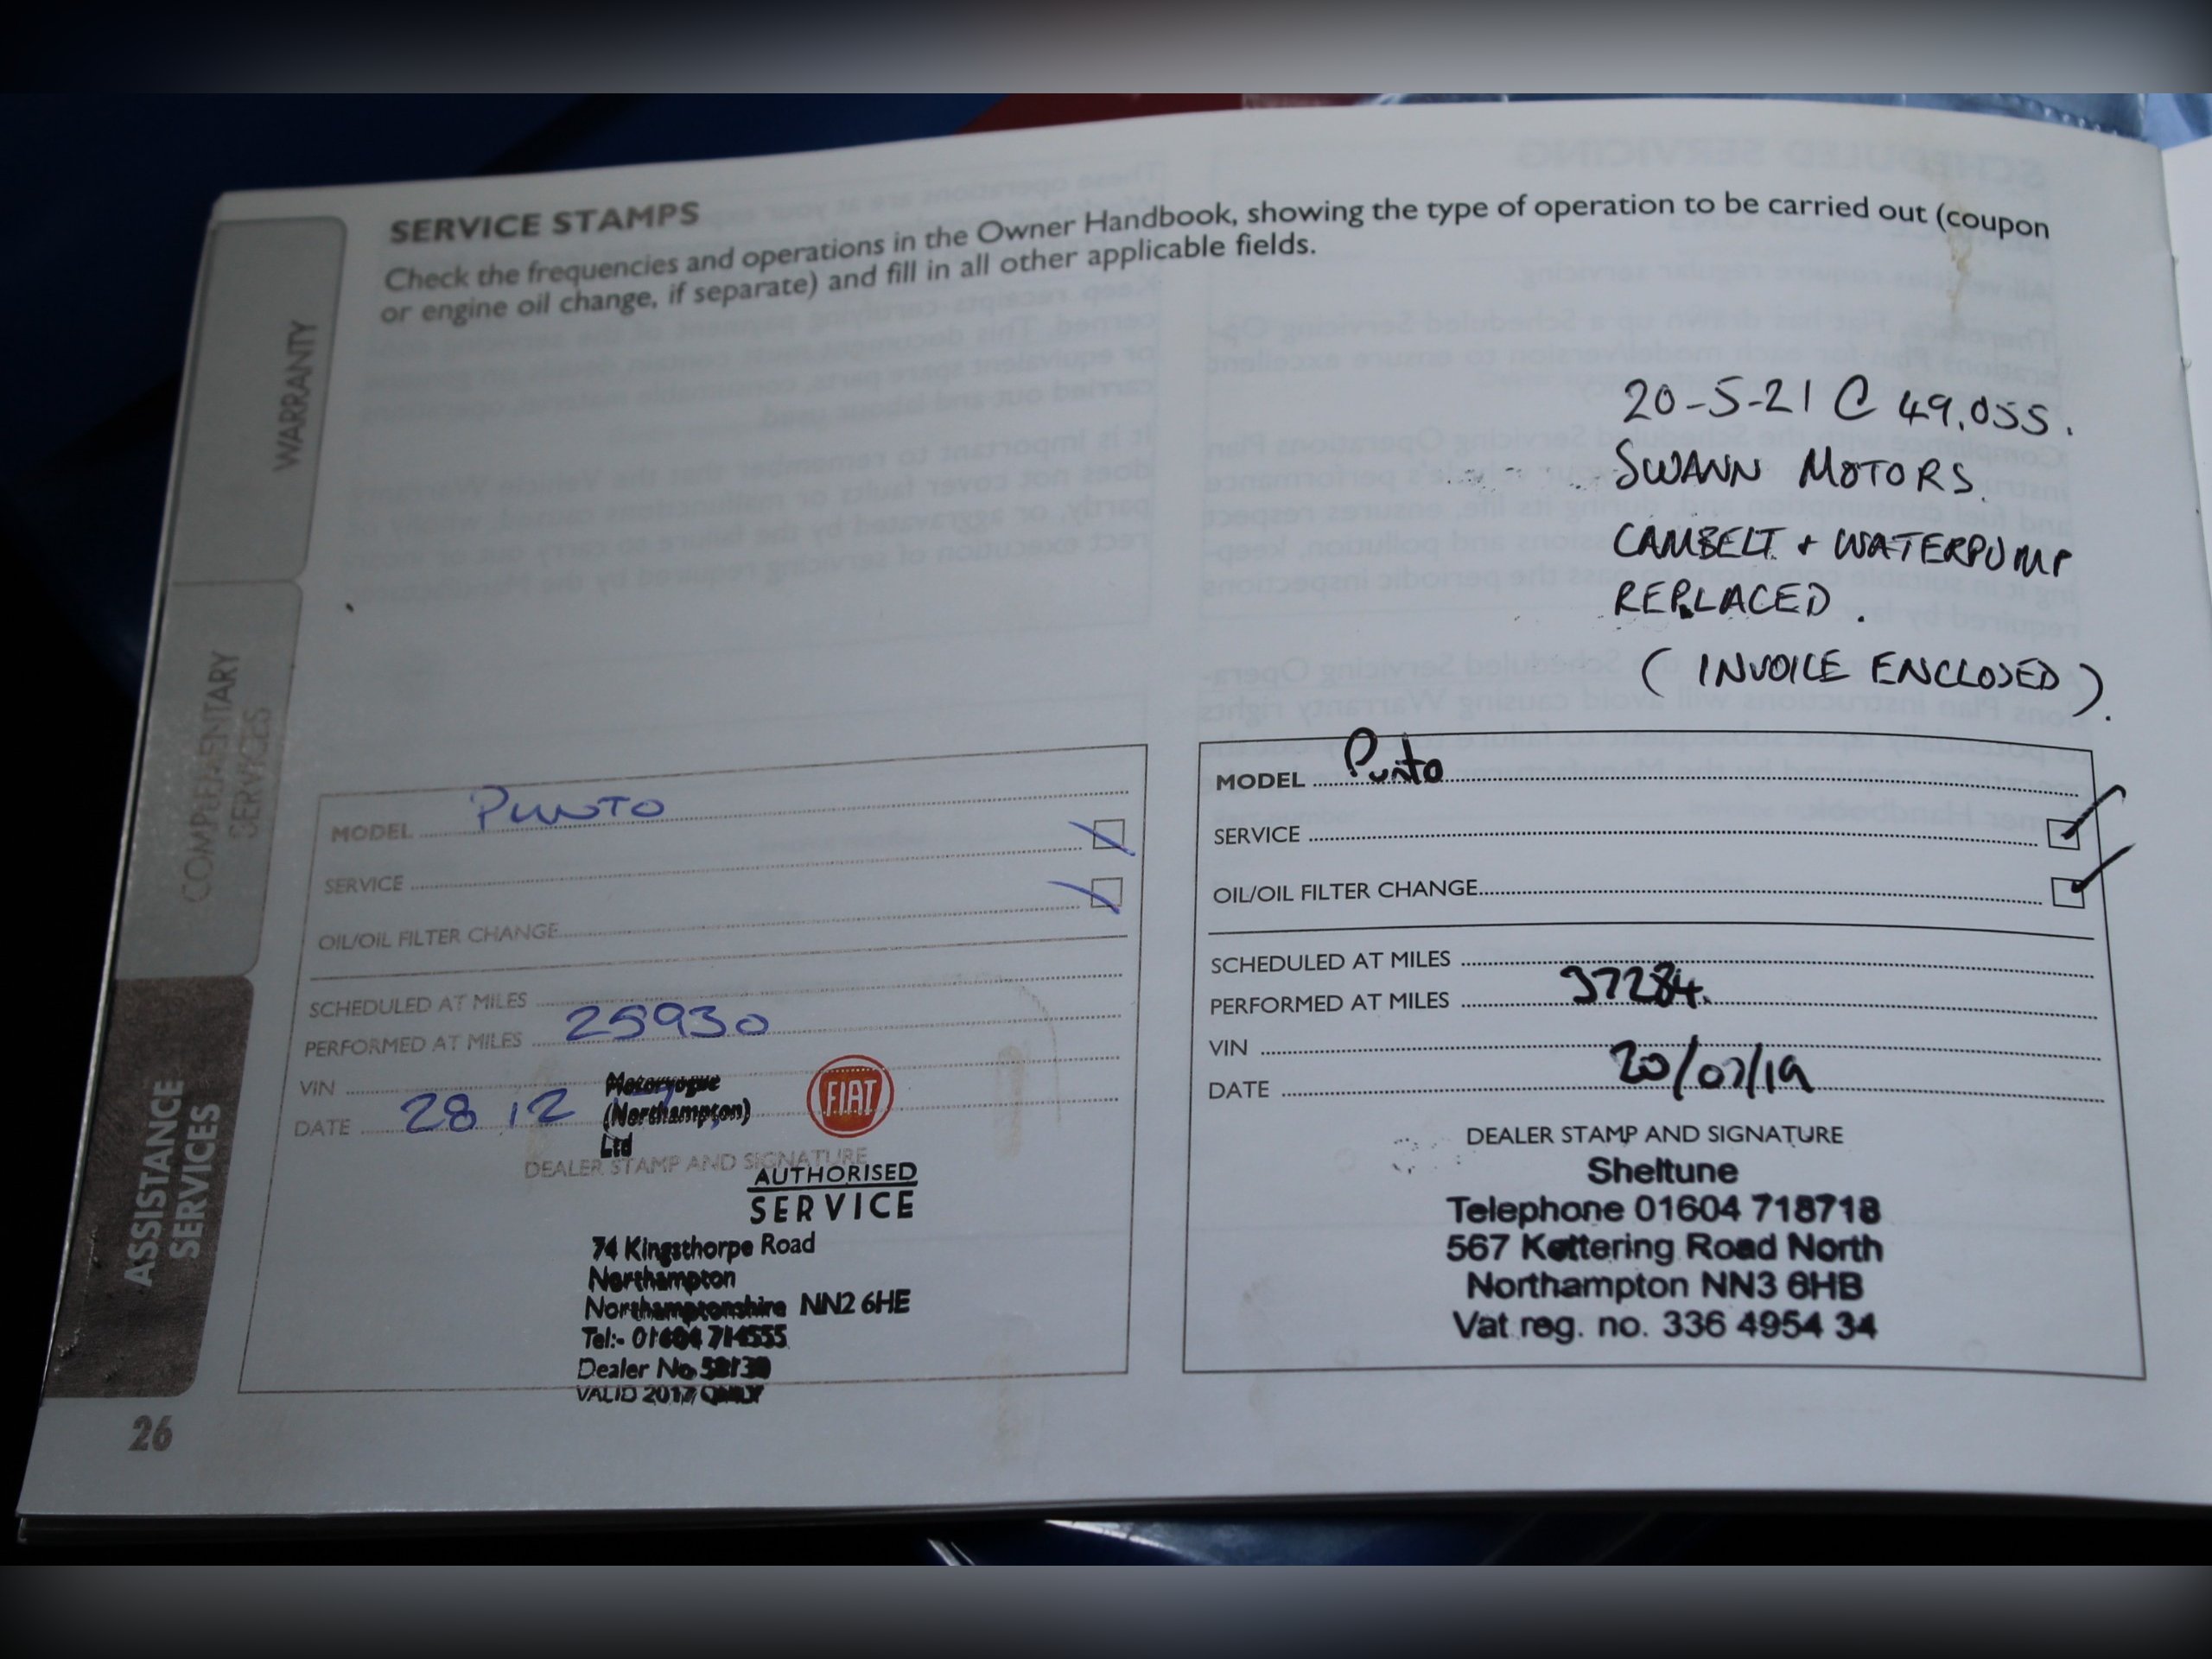 SERVICE STAMPS
Check the frequencies and operations in the Owner Handbook, showing the type of operation to be carried out (coupon
or engine oil change, if separate) and fill in all other applicable fields.
WARRANTY
COMPLEMENTARY
SERVICES
ASSISTANCE
SERVICES
20-5-21 @ 49,055.
SWANN MOTORS.
CAMBELT + WATERPUMP
REPLACED.
(INVOICE ENCLOSED).
MODEL PUNTO
SERVICE
OIL/OIL FILTER CHANGE
SCHEDULED AT MILES
PERFORMED AT MILES 25930
VIN
DATE 28 12
Motorvogue
(Northampton)
Ltd
FIAT
DEALER STAMP AND SIGNATURE
AUTHORISED
SERVICE
74 Kingsthorpe Road
Northampton
Northamptonshire NN2 6HE
Tel:- 01604 714555
Dealer No
VALID 2017 ONLY
MODEL Punto
SERVICE
OIL/OIL FILTER CHANGE
SCHEDULED AT MILES
PERFORMED AT MILES 37284.
VIN
DATE 20/07/19
DEALER STAMP AND SIGNATURE
Sheltune
Telephone 01604 718718
567 Kettering Road North
Northampton NN3 6HB
Vat reg. no. 336 4954 34
26